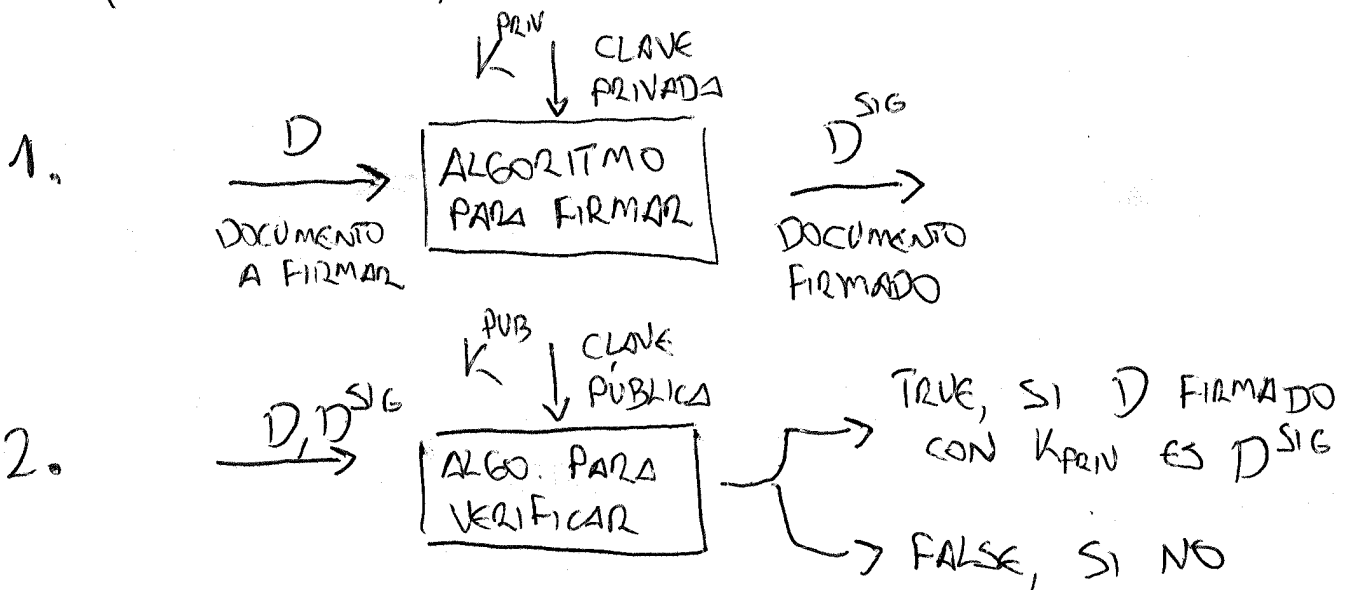 K^PRIV CLAVE
PRIVADA
1. D ALGORITMO D^SIG
PARA FIRMAR
DOCUMENTO DOCUMENTO
A FIRMAR FIRMADO
K^PUB CLAVE
PÚBLICA
2. D, D^SIG ALGO. PARA
VERIFICAR
TRUE, SI D FIRMADO
CON K_PRIV ES D^SIG
FALSE, SI NO